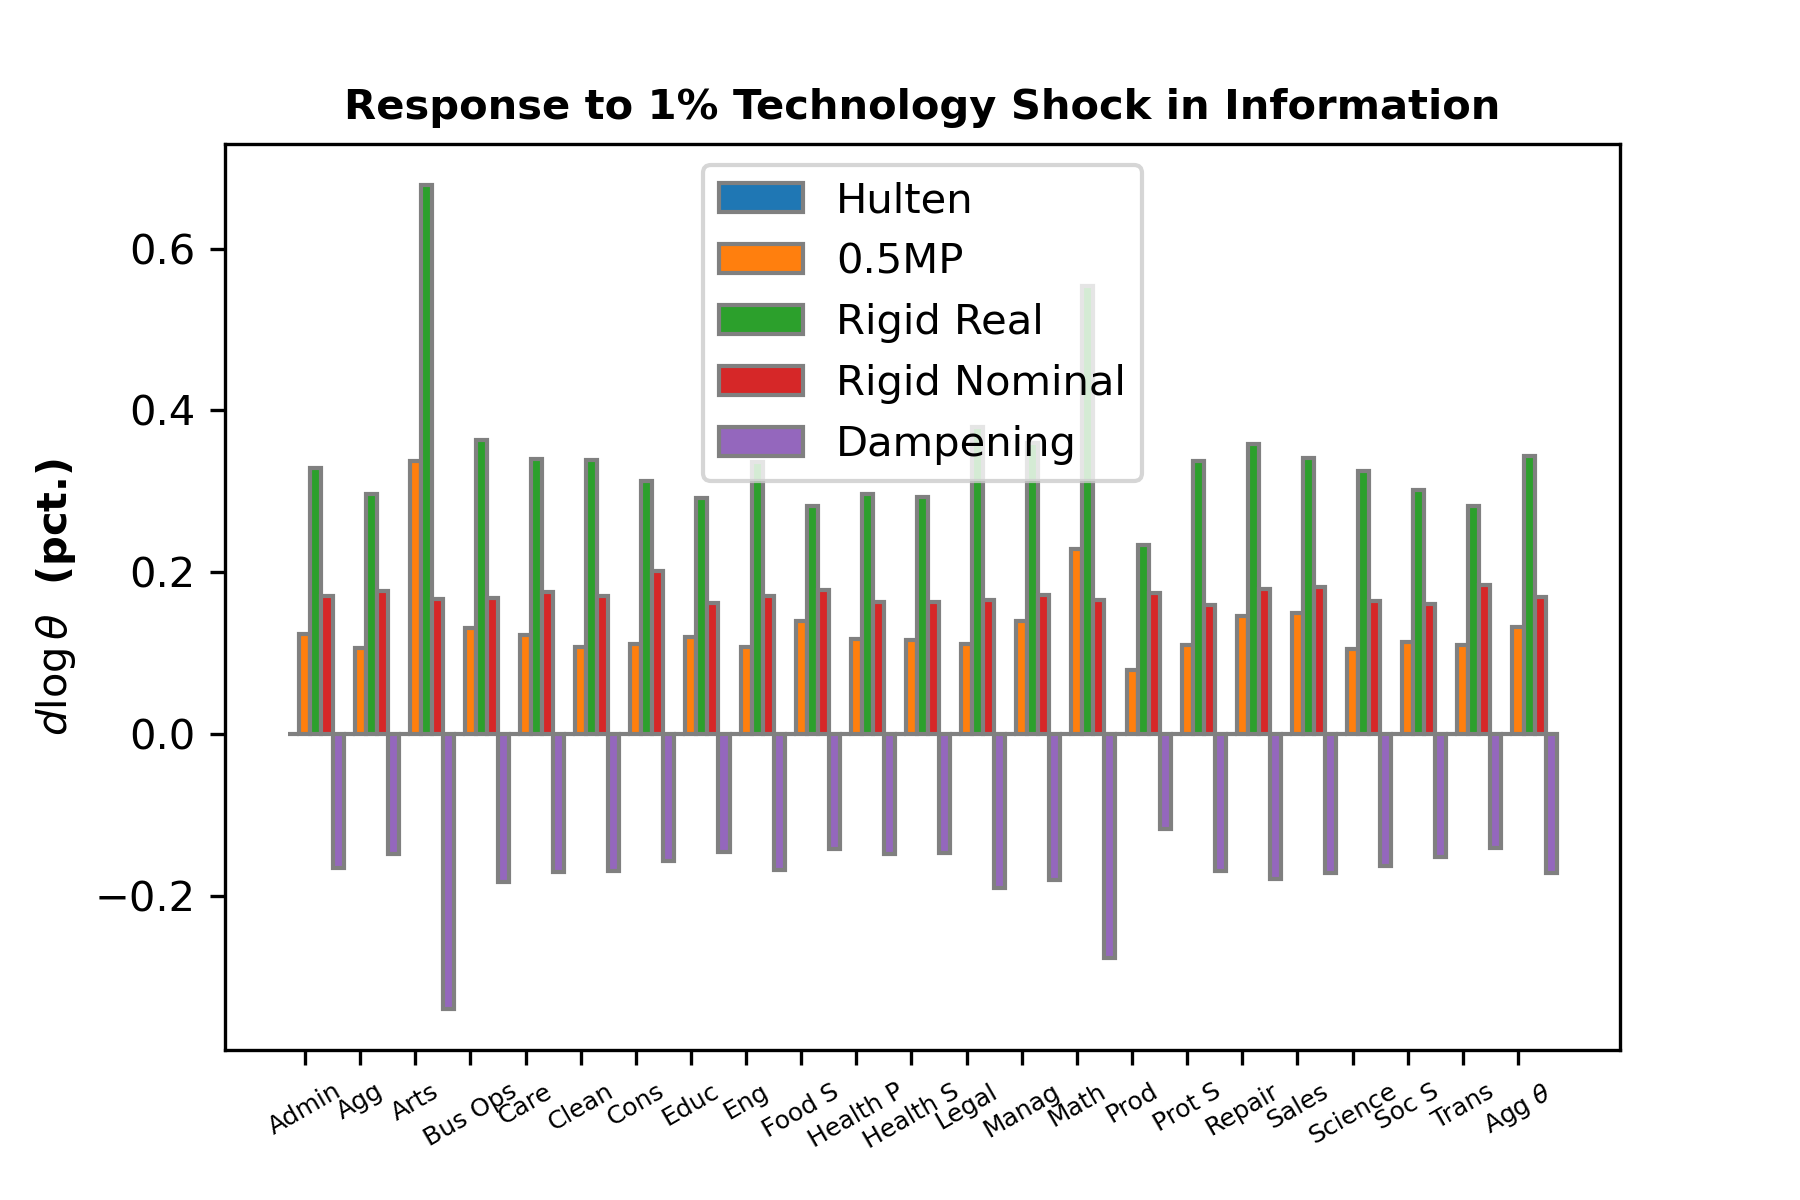 Response to 1% Technology Shock in Information
Hulten
0.5MP
Rigid Real
Rigid Nominal
Dampening
0.6
0.4
0.2
0.0
−0.2
dlog θ (pct.)
Admin
Agg
Arts
Bus Ops
Care
Clean
Cons
Educ
Eng
Food S
Health P
Health S
Legal
Manag
Math
Prod
Prot S
Repair
Sales
Science
Soc S
Trans
Agg θ